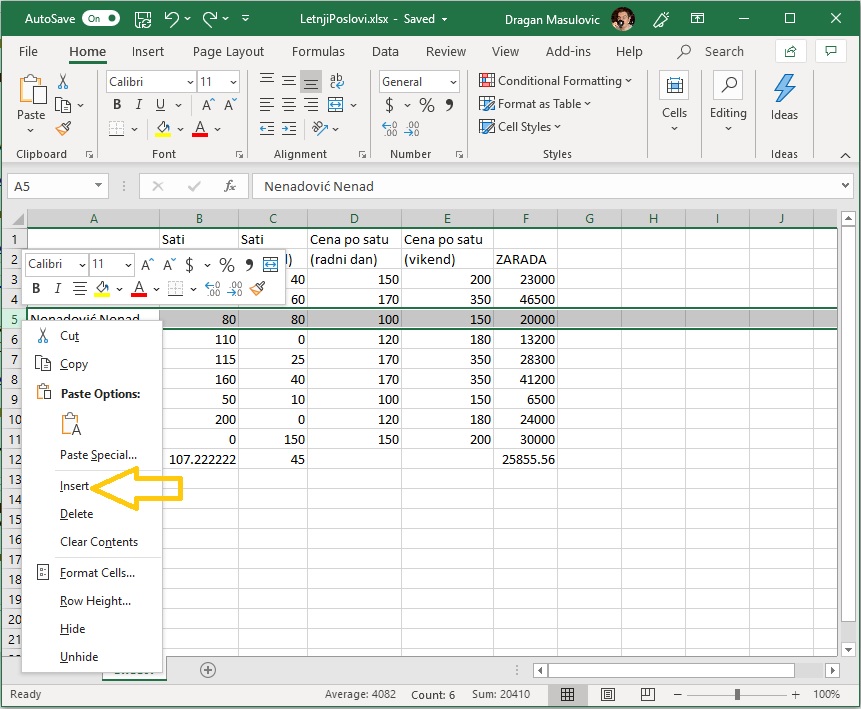 AutoSave On LetnjiPoslovi.xlsx - Saved Dragan Masulovic
File Home Insert Page Layout Formulas Data Review View Add-ins Help Search
Calibri 11 ab c General Conditional Formatting
Paste B I U A A $ % 9 Format as Table Cells Editing Ideas
A Cell Styles
Clipboard Font Alignment Number Styles Ideas
A5 fx Nenadović Nenad
A B C D E F G H I J
1 Sati Sati Cena po satu Cena po satu
2 l) (radni dan) (vikend) ZARADA
Calibri 11 A A $ % 9
B I A
3 40 150 200 23000
4 60 170 350 46500
5 Nenadović Nenad 80 80 100 150 20000
6 110 0 120 180 13200
7 115 25 170 350 28300
8 160 40 170 350 41200
9 50 10 100 150 6500
10 200 0 120 180 24000
11 0 150 150 200 30000
12 107.222222 45 25855.56
13
14
15
16
17
18
19
20
21
Cut
Copy
Paste Options:
Paste Special...
Insert
Delete
Clear Contents
Format Cells...
Row Height...
Hide
Unhide
Ready Average: 4082 Count: 6 Sum: 20410 100%